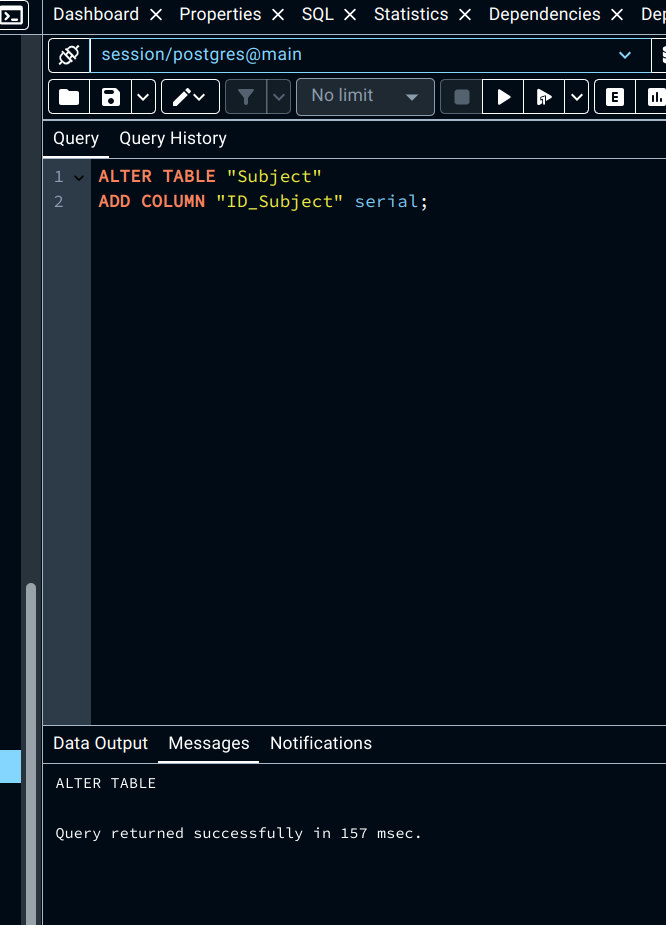 Dashboard Properties SQL Statistics Dependencies
session/postgres@main
No limit
E
Query Query History
1 ALTER TABLE "Subject"
2 ADD COLUMN "ID_Subject" serial;
Data Output Messages Notifications
ALTER TABLE
Query returned successfully in 157 msec.